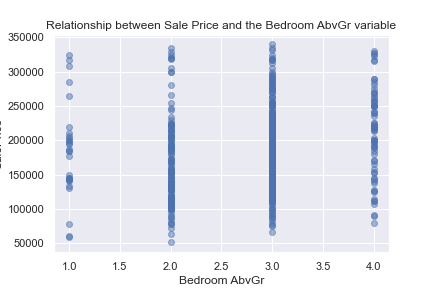 Relationship between Sale Price and the Bedroom AbvGr variable
350000
300000
250000
200000
150000
100000
50000
1.0 1.5 2.0 2.5 3.0 3.5 4.0
Bedroom AbvGr